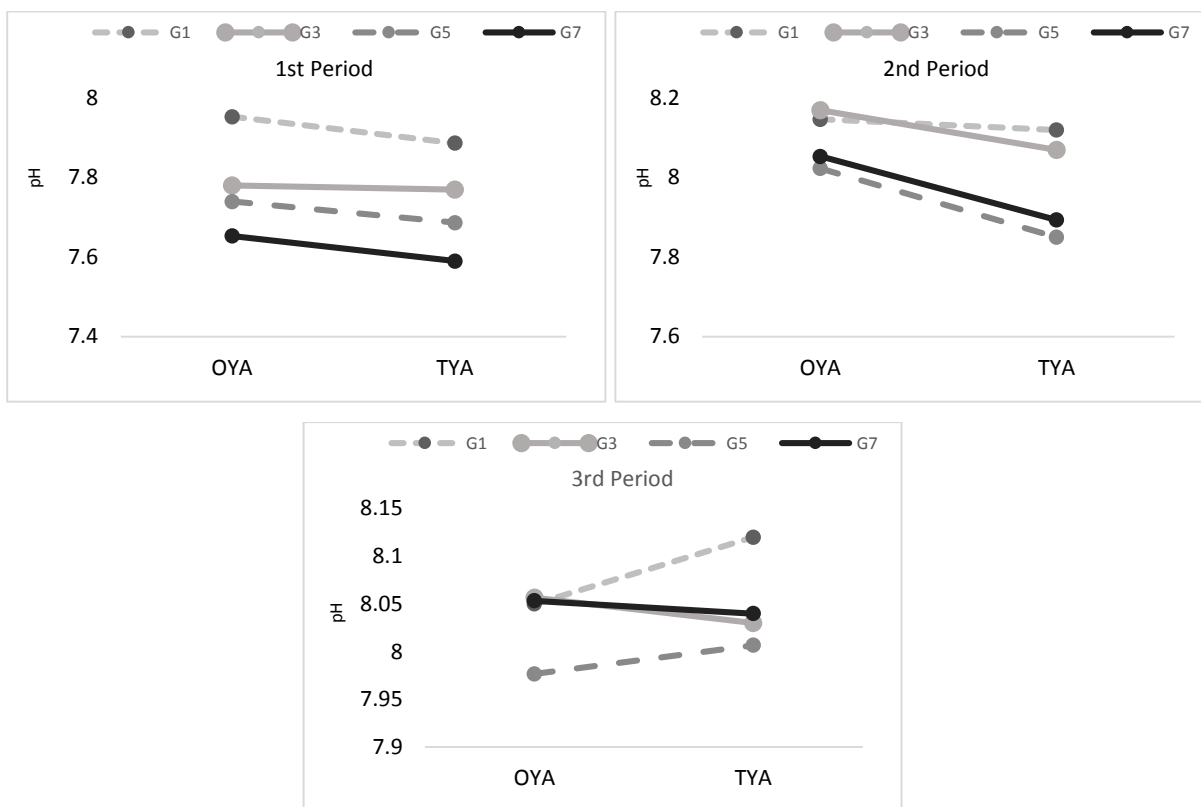 G1 G3 G5 G7
1st Period
8
7.8
7.6
7.4
pH
OYA TYA
G1 G3 G5 G7
2nd Period
8.2
8
7.8
7.6
pH
OYA TYA
G1 G3 G5 G7
3rd Period
8.15
8.1
8.05
8
7.95
7.9
pH
OYA TYA